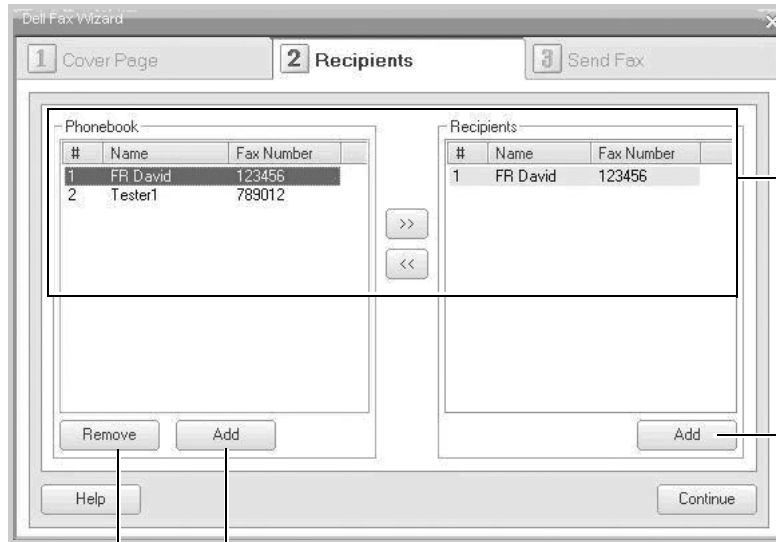 Dell Fax Wizard
1 Cover Page 2 Recipients 3 Send Fax
Phonebook
# Name Fax Number
1 FR David 123456
2 Tester1 789012
>>
<<
Recipients
# Name Fax Number
1 FR David 123456
Remove Add
Add
Help Continue